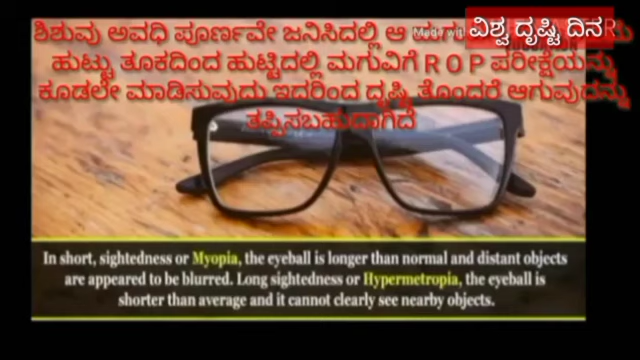 ವಿಶ್ವ ದೃಷ್ಟಿ ದಿನ
ಶಿಶುವು ಅವಧಿ ಪೂರ್ಣವೇ ಜನಿಸಿದಲ್ಲಿ ಆ
Made
ಹುಟ್ಟು ತೂಕದಿಂದ ಹುಟ್ಟಿದಲ್ಲಿ ಮಗುವಿಗೆ R O P ಪರೀಕ್ಷೆಯನ್ನು
ಕೂಡಲೇ ಮಾಡಿಸುವುದು ಇದರಿಂದ ದೃಷ್ಟಿ ತೊಂದರೆ ಆಗುವುದನ್ನು
ತಪ್ಪಿಸಬಹುದಾಗಿದೆ
In short, sightedness or Myopia, the eyeball is longer than normal and distant objects
are appeared to be blurred. Long sightedness or Hypermetropia, the eyeball is
shorter than average and it cannot clearly see nearby objects.